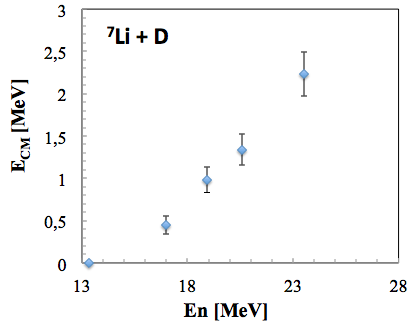 3
⁷Li + D
2,5
2
1,5
1
0,5
0
E_CM [MeV]
13 18 23 28
En [MeV]